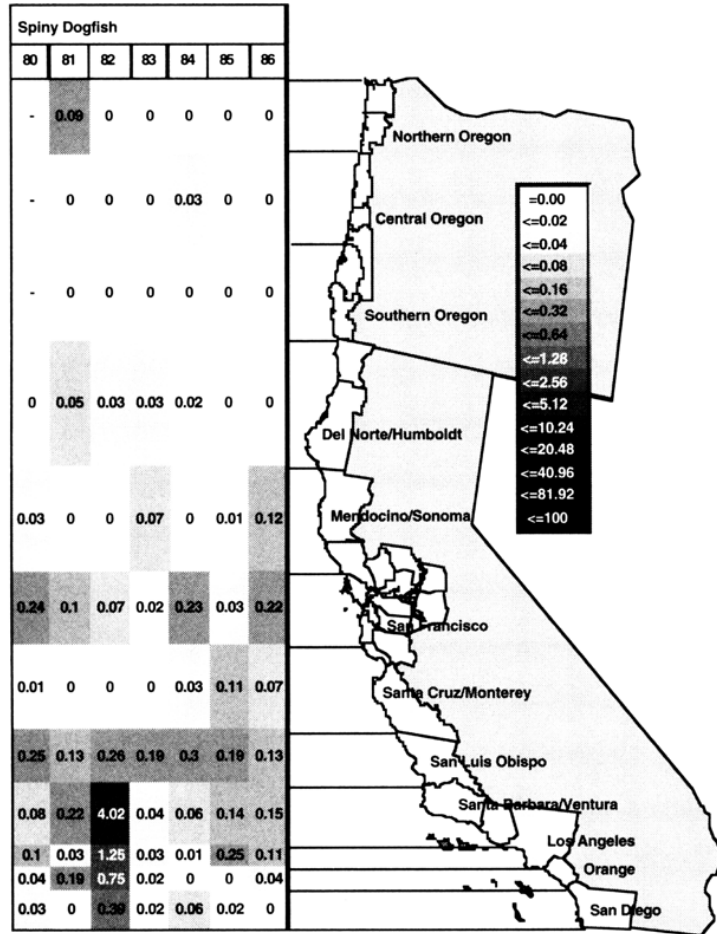 Spiny Dogfish
80 81 82 83 84 85 86
- 0.09 0 0 0 0 0
Northern Oregon
- 0 0 0 0.03 0 0
Central Oregon
- 0 0 0 0 0 0
Southern Oregon
=0.00
<=0.02
<=0.04
<=0.08
<=0.16
<=0.32
<=0.64
<=1.28
<=2.56
<=5.12
<=10.24
<=20.48
<=40.96
<=81.92
<=100
0 0.05 0.03 0.03 0.02 0 0
Del Norte/Humboldt
0.03 0 0 0.07 0 0.01 0.12
Mendocino/Sonoma
0.24 0.1 0.07 0.02 0.23 0.03 0.22
San Francisco
0.01 0 0 0 0.03 0.11 0.07
Santa Cruz/Monterey
0.25 0.13 0.26 0.19 0.3 0.19 0.13
San Luis Obispo
0.08 0.22 4.02 0.04 0.06 0.14 0.15
Santa Barbara/Ventura
0.1 0.03 1.25 0.03 0.01 0.25 0.11
Los Angeles
0.04 0.19 0.75 0.02 0 0 0.04
Orange
0.03 0 0.39 0.02 0.06 0.02 0
San Diego